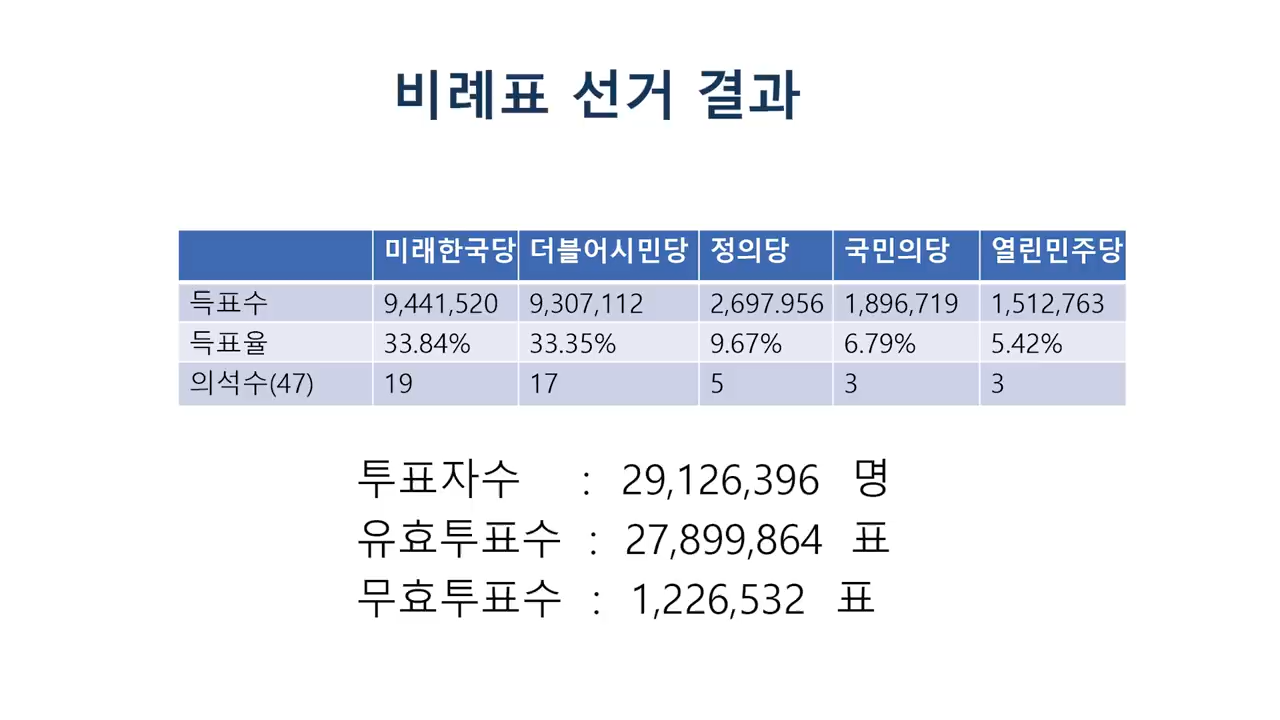 비례표 선거 결과
미래한국당 더불어시민당 정의당 국민의당 열린민주당
득표수 9,441,520 9,307,112 2,697.956 1,896,719 1,512,763
득표율 33.84% 33.35% 9.67% 6.79% 5.42%
의석수(47) 19 17 5 3 3
투표자수 : 29,126,396 명
유효투표수 : 27,899,864 표
무효투표수 : 1,226,532 표